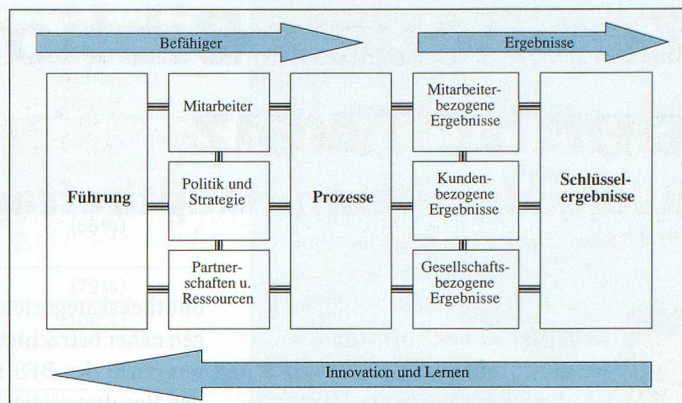 Befähiger
Ergebnisse
Führung
Mitarbeiter
Politik und
Strategie
Partner-
schaften u.
Ressourcen
Prozesse
Mitarbeiter-
bezogene
Ergebnisse
Kunden-
bezogene
Ergebnisse
Gesellschafts-
bezogene
Ergebnisse
Schlüssel-
ergebnisse
Innovation und Lernen